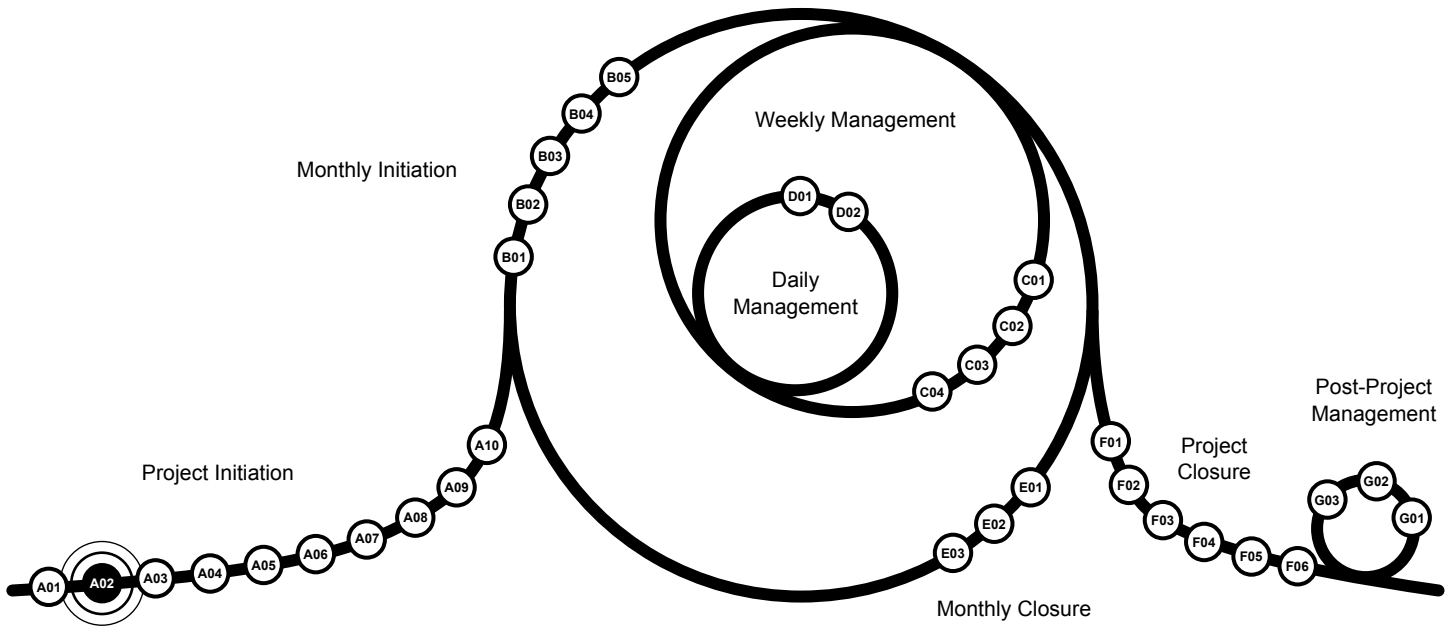 Project Initiation
A01
A02
A03
A04
A05
A06
A07
A08
A09
A10
Monthly Initiation
B01
B02
B03
B04
B05
Weekly Management
C01
C02
C03
C04
Daily
Management
D01
D02
Monthly Closure
E01
E02
E03
Project
Closure
F01
F02
F03
F04
F05
F06
Post-Project
Management
G01
G02
G03